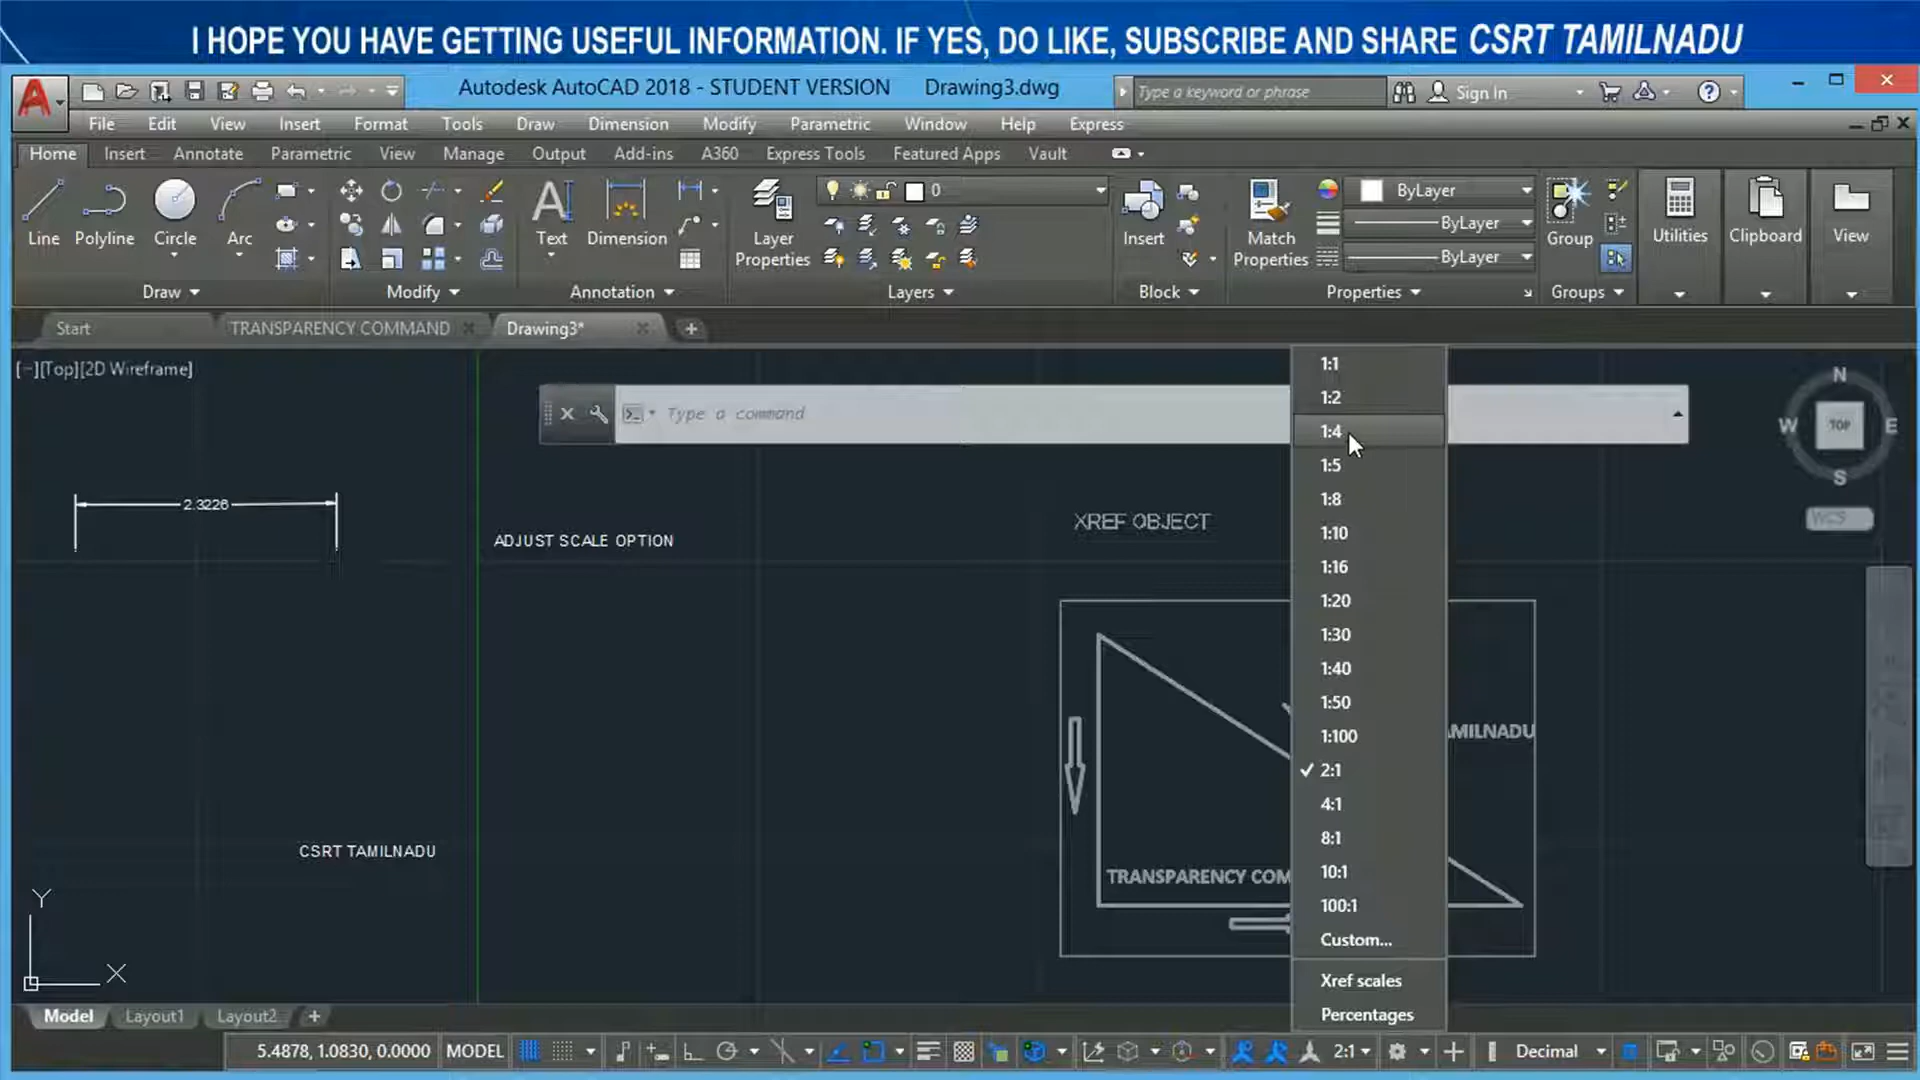 I HOPE YOU HAVE GETTING USEFUL INFORMATION. IF YES, DO LIKE, SUBSCRIBE AND SHARE CSRT TAMILNADU
Autodesk AutoCAD 2018 - STUDENT VERSION Drawing3.dwg
Type a keyword or phrase
Sign In
File Edit View Insert Format Tools Draw Dimension Modify Parametric Window Help Express
Home Insert Annotate Parametric View Manage Output Add-ins A360 Express Tools Featured Apps Vault
0
ByLayer
Line Polyline Circle Arc
Text Dimension
Layer
Properties
Insert
Match
Properties
ByLayer
ByLayer
Group
Utilities
Clipboard
View
Draw Modify Annotation Layers Block Properties Groups
Start TRANSPARENCY COMMAND Drawing3*
[−][Top][2D Wireframe]
Type a command
N
W TOP E
S
WCS
2.3226
ADJUST SCALE OPTION
XREF OBJECT
AMILNADU
CSRT TAMILNADU
TRANSPARENCY COM
Y
X
1:1
1:2
1:4
1:5
1:8
1:10
1:16
1:20
1:30
1:40
1:50
1:100
2:1
4:1
8:1
10:1
100:1
Custom...
Xref scales
Percentages
Model Layout1 Layout2
5.4878, 1.0830, 0.0000 MODEL 2:1 Decimal